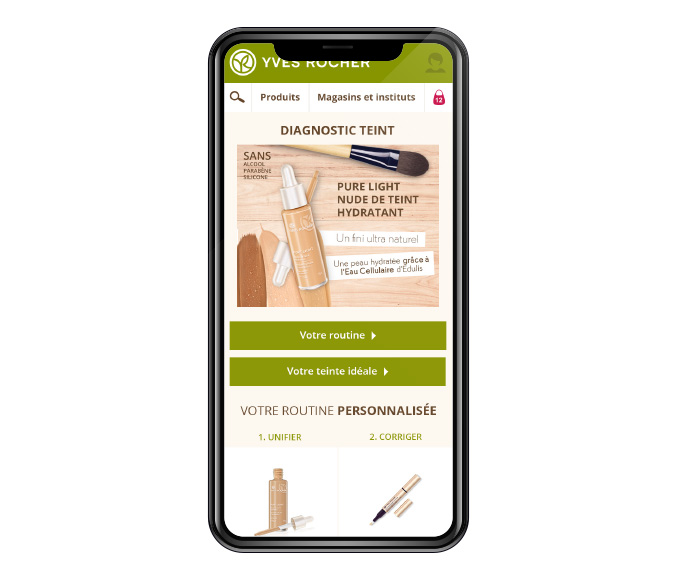 YVES ROCHER
Produits
Magasins et instituts
12
DIAGNOSTIC TEINT
SANS
ALCOOL
PARABÈNE
SILICONE
PURE LIGHT
NUDE DE TEINT
HYDRATANT
Un fini ultra naturel
Une peau hydratée grâce à
l'Eau Cellulaire d'Edulis
Votre routine
Votre teinte idéale
VOTRE ROUTINE PERSONNALISÉE
1. UNIFIER
2. CORRIGER